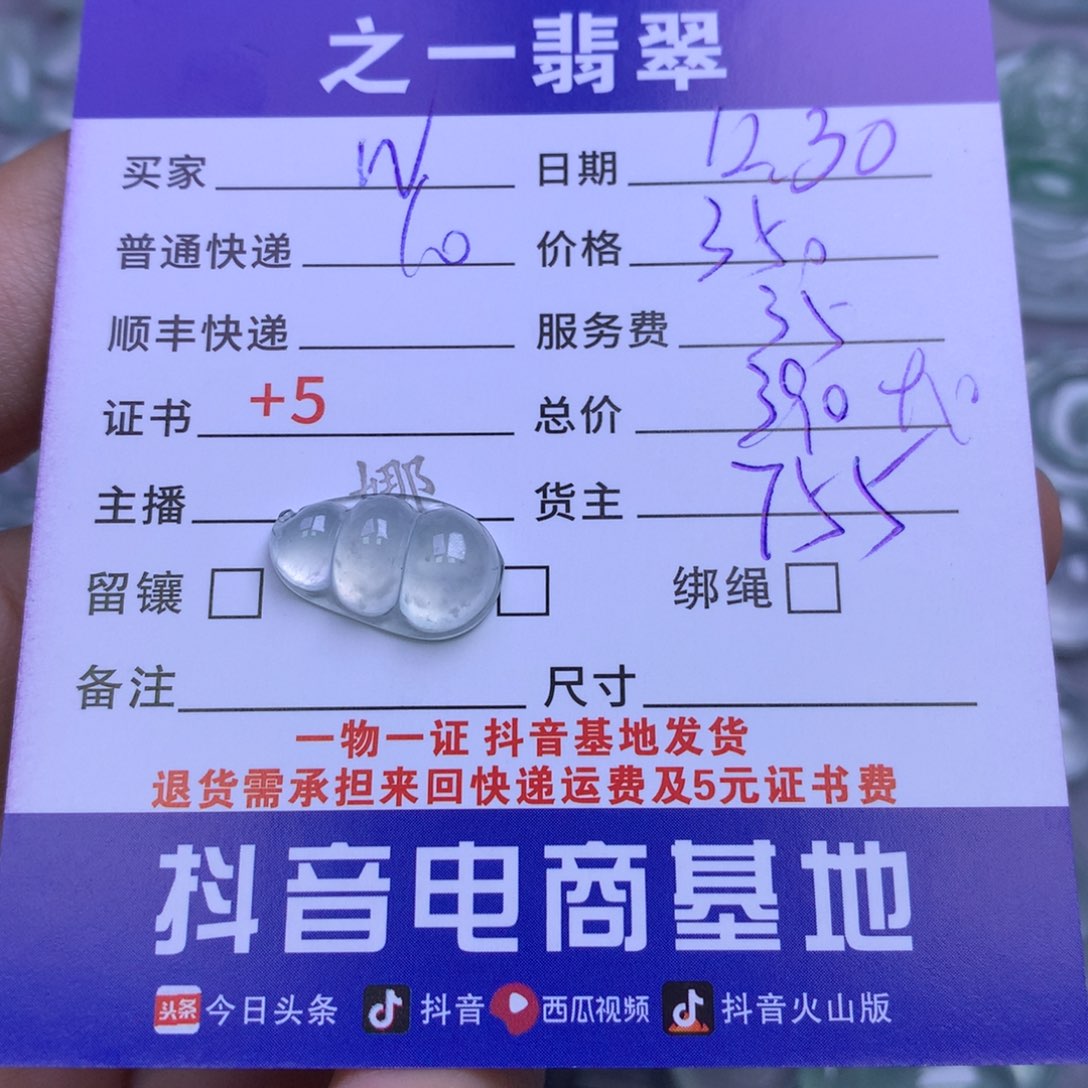 之一翡翠
买家 W 日期 12.30
普通快递 60 价格 350
顺丰快递 服务费 35
证书 +5 总价 390
主播 娜 货主 755
留镶 绑绳
备注 尺寸
一物一证 抖音基地发货
退货需承担来回快递运费及5元证书费
抖音电商基地
头条 今日头条 抖音 西瓜视频 抖音火山版